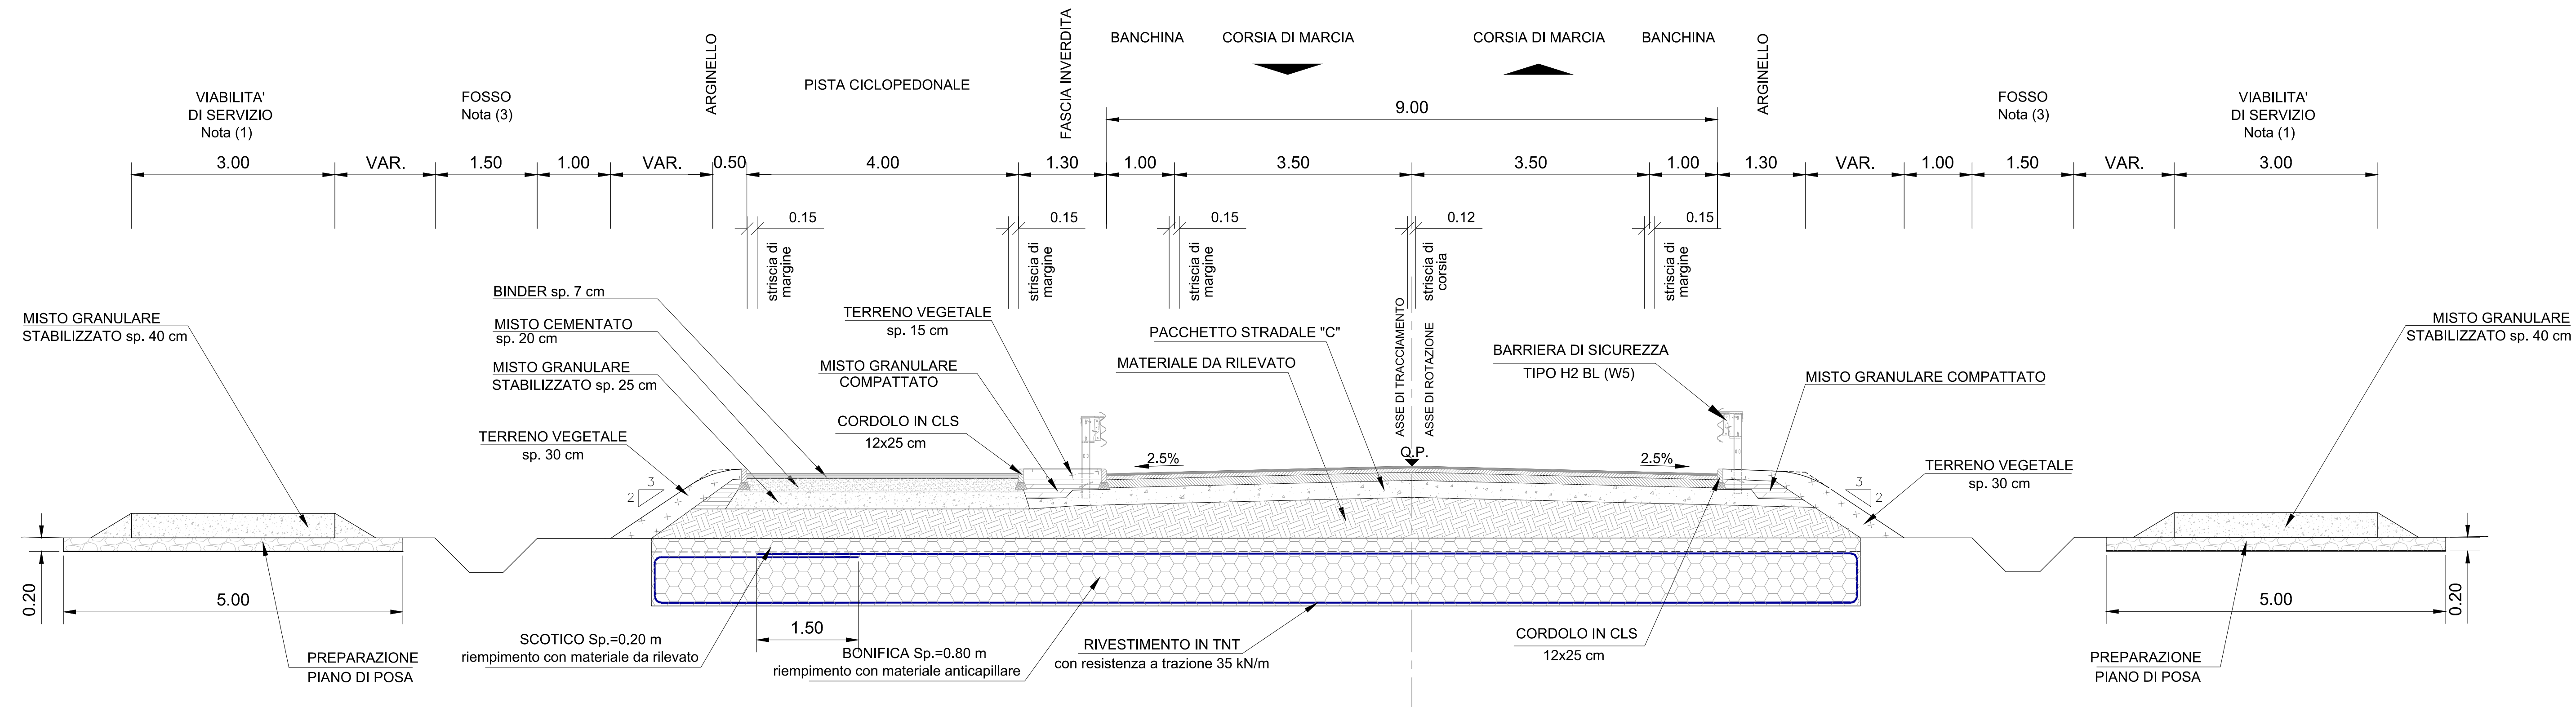 VIABILITA'
DI SERVIZIO
Nota (1)
FOSSO
Nota (3)
ARGINELLO
PISTA CICLOPEDONALE
FASCIA INVERDITA
BANCHINA
CORSIA DI MARCIA
CORSIA DI MARCIA
BANCHINA
ARGINELLO
FOSSO
Nota (3)
VIABILITA'
DI SERVIZIO
Nota (1)
9.00
3.00
VAR.
1.50
1.00
VAR.
0.50
4.00
1.30
1.00
3.50
3.50
1.00
1.30
VAR.
1.00
1.50
VAR.
3.00
0.15
0.15
0.15
0.12
0.15
striscia di
margine
striscia di
margine
striscia di
margine
striscia di
corsia
striscia di
margine
MISTO GRANULARE
STABILIZZATO sp. 40 cm
BINDER sp. 7 cm
MISTO CEMENTATO
sp. 20 cm
MISTO GRANULARE
STABILIZZATO sp. 25 cm
TERRENO VEGETALE
sp. 30 cm
TERRENO VEGETALE
sp. 15 cm
MISTO GRANULARE
COMPATTATO
CORDOLO IN CLS
12x25 cm
PACCHETTO STRADALE "C"
MATERIALE DA RILEVATO
ASSE DI TRACCIAMENTO
ASSE DI ROTAZIONE
Q.P.
BARRIERA DI SICUREZZA
TIPO H2 BL (W5)
MISTO GRANULARE COMPATTATO
MISTO GRANULARE
STABILIZZATO sp. 40 cm
TERRENO VEGETALE
sp. 30 cm
2.5%
2.5%
3
2
3
2
0.20
5.00
PREPARAZIONE
PIANO DI POSA
SCOTICO Sp.=0.20 m
riempimento con materiale da rilevato
1.50
BONIFICA Sp.=0.80 m
riempimento con materiale anticapillare
RIVESTIMENTO IN TNT
con resistenza a trazione 35 kN/m
CORDOLO IN CLS
12x25 cm
5.00
0.20
PREPARAZIONE
PIANO DI POSA